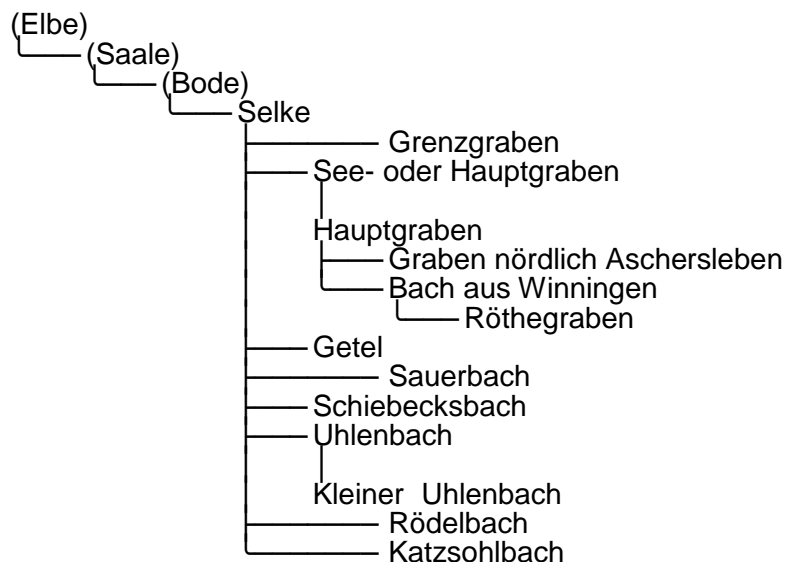 (Elbe)
(Saale)
(Bode)
Selke
Grenzgraben
See- oder Hauptgraben
Hauptgraben
Graben nördlich Aschersleben
Bach aus Winningen
Röthegraben
Getel
Sauerbach
Schiebecksbach
Uhlenbach
Kleiner Uhlenbach
Rödelbach
Katzsohlbach